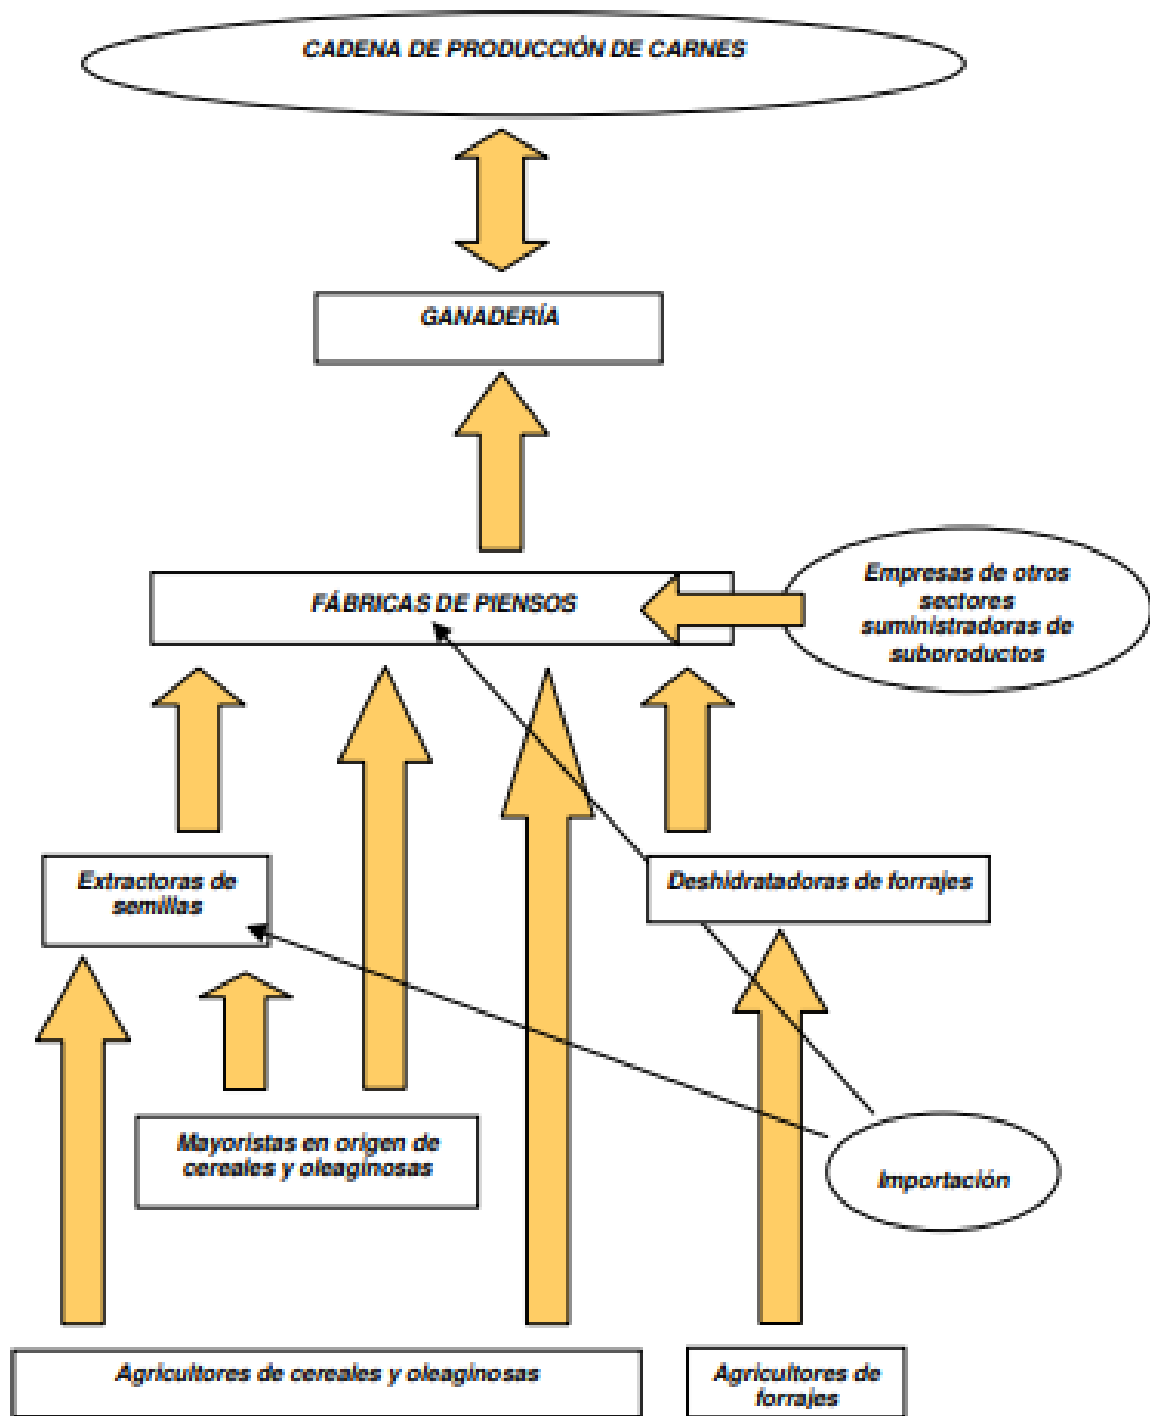 CADENA DE PRODUCCIÓN DE CARNES
GANADERÍA
FÁBRICAS DE PIENSOS
Empresas de otros
sectores
suministradoras de
suboroductos
Extractoras de
semillas
Deshidratadoras de forrajes
Mayoristas en origen de
cereales y oleaginosas
Importación
Agricultores de cereales y oleaginosas
Agricultores de
forrajes